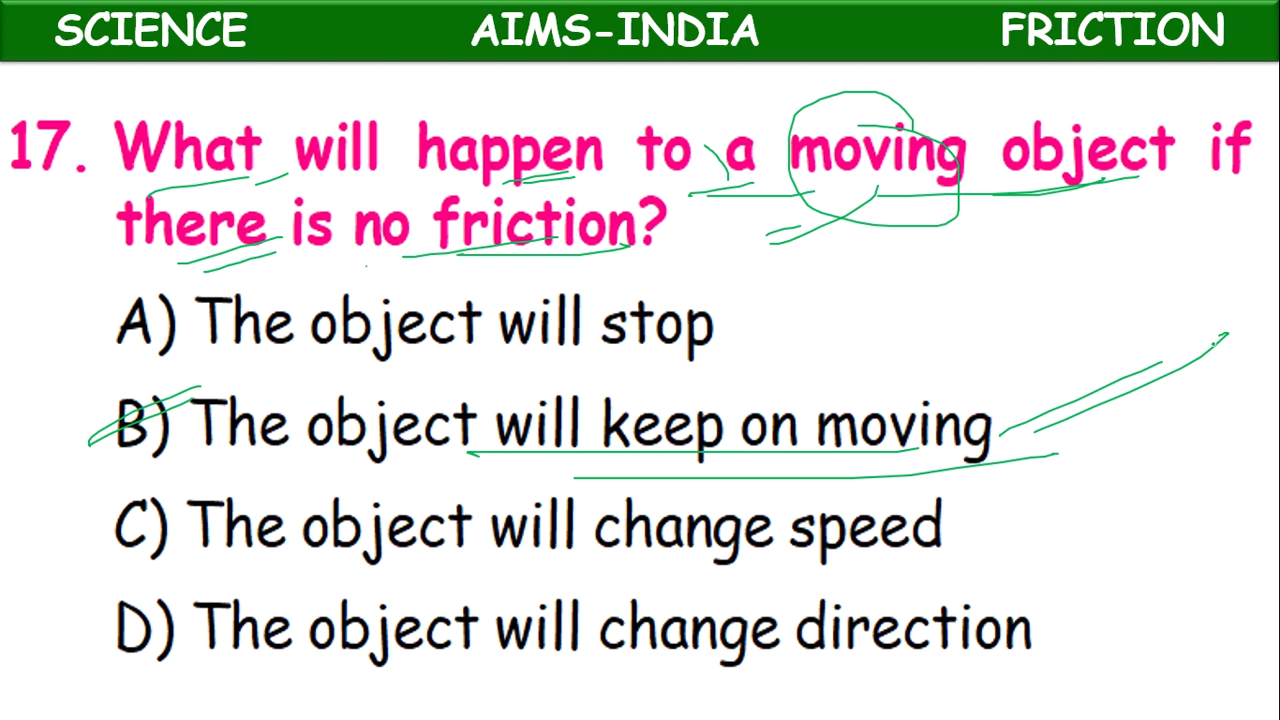 SCIENCE AIMS-INDIA FRICTION
17. What will happen to a moving object if
there is no friction?
A) The object will stop
B) The object will keep on moving
C) The object will change speed
D) The object will change direction